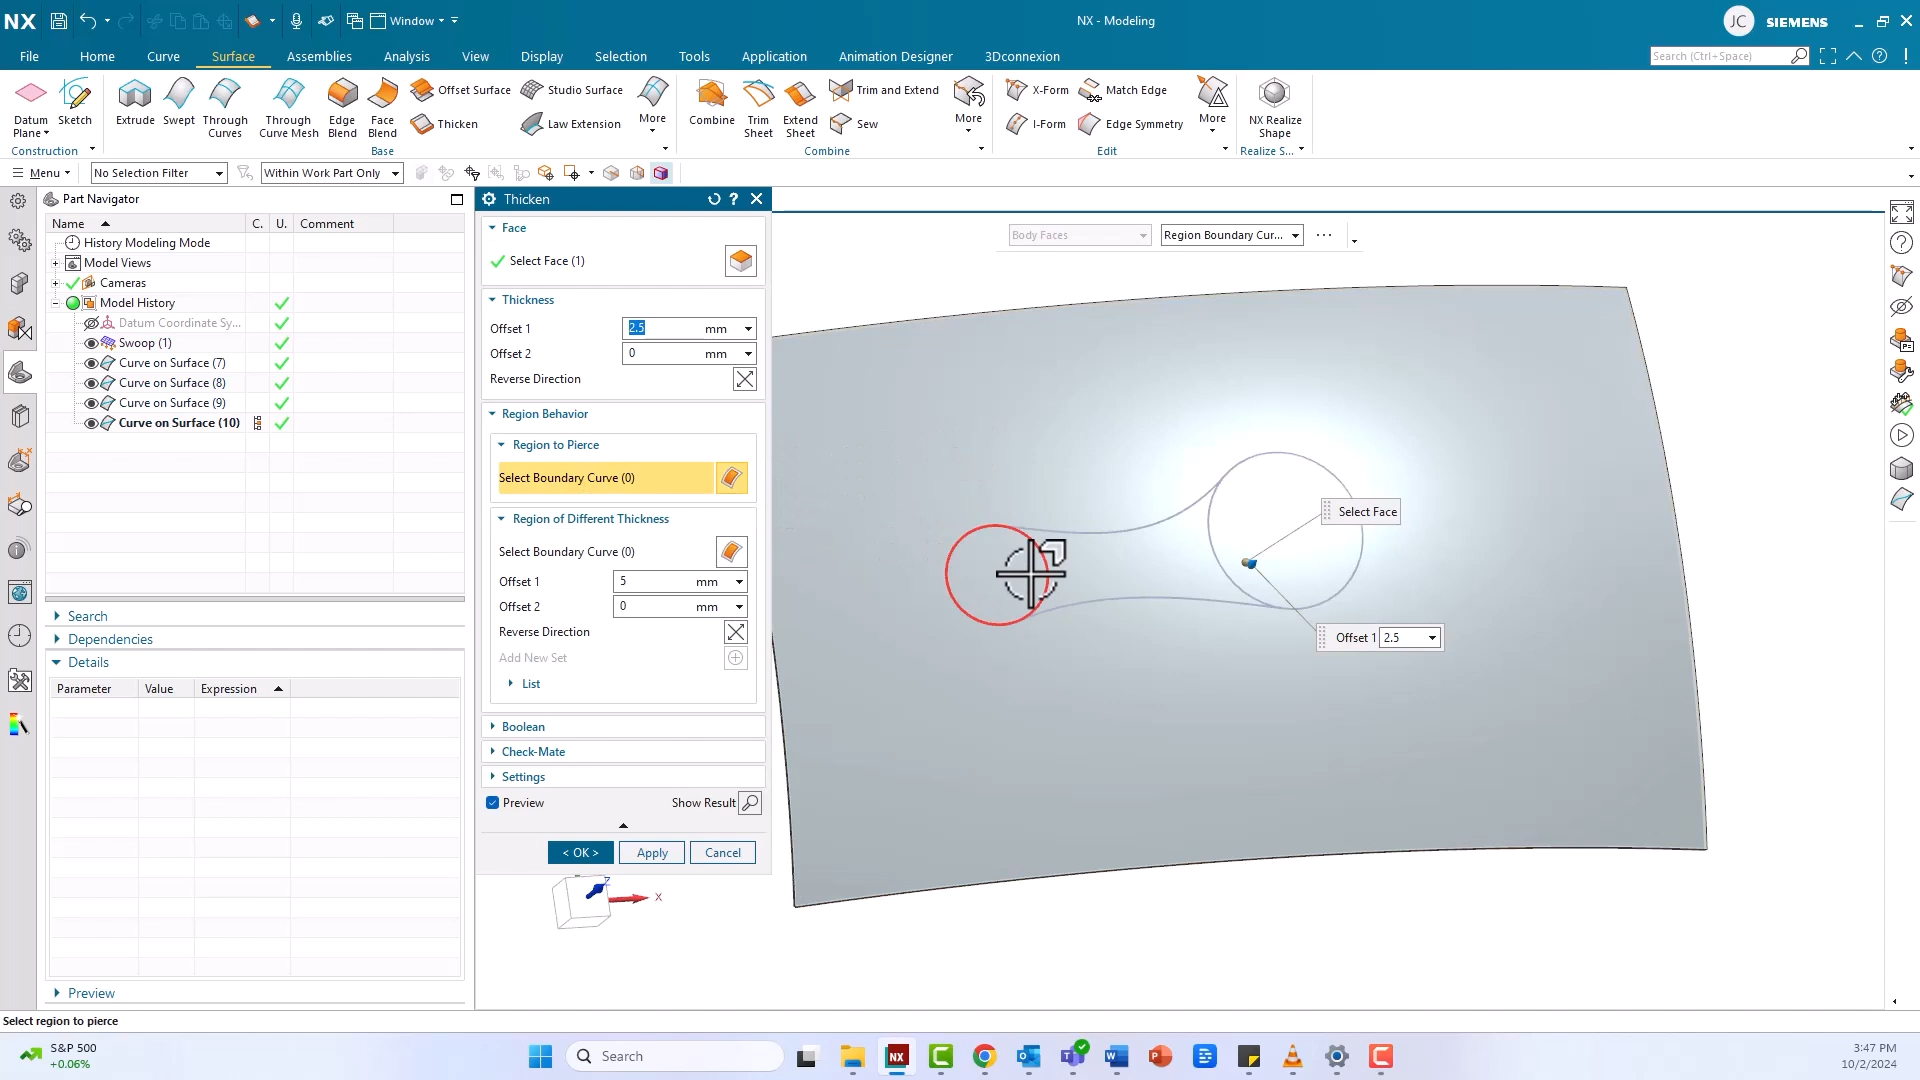 NX
Window
NX - Modeling
JC
SIEMENS
File
Home
Curve
Surface
Assemblies
Analysis
View
Display
Selection
Tools
Application
Animation Designer
3Dconnexion
Search (Ctrl+Space)
Datum Plane
Sketch
Extrude
Swept
Through Curves
Through Curve Mesh
Edge Blend
Face Blend
Offset Surface
Thicken
Studio Surface
Law Extension
More
Combine
Trim Sheet
Extend Sheet
Trim and Extend
Sew
More
X-Form
I-Form
Match Edge
Edge Symmetry
More
NX Realize Shape
Construction
Base
Combine
Edit
Realize S...
Menu
No Selection Filter
Within Work Part Only
Part Navigator
Name
C.
U.
Comment
History Modeling Mode
Model Views
Cameras
Model History
Datum Coordinate Sy...
Swoop (1)
Curve on Surface (7)
Curve on Surface (8)
Curve on Surface (9)
Curve on Surface (10)
Search
Dependencies
Details
Parameter
Value
Expression
Preview
Thicken
Face
Select Face (1)
Thickness
Offset 1
2.5
mm
Offset 2
0
mm
Reverse Direction
Region Behavior
Region to Pierce
Select Boundary Curve (0)
Region of Different Thickness
Select Boundary Curve (0)
Offset 1
5
mm
Offset 2
0
mm
Reverse Direction
Add New Set
List
Boolean
Check-Mate
Settings
Preview
Show Result
< OK >
Apply
Cancel
Body Faces
Region Boundary Cur...
Select Face
Offset 1
2.5
Z
X
Select region to pierce
S&P 500
+0.06%
Search
NX
3:47 PM
10/2/2024